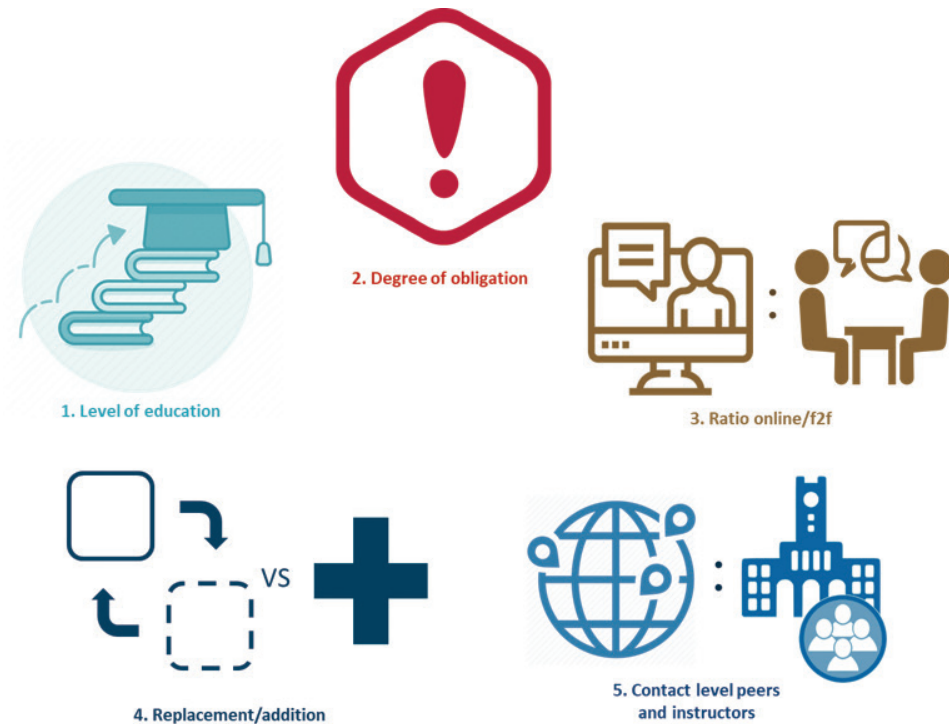 2. Degree of obligation
1. Level of education
3. Ratio online/f2f
:
VS
:
4. Replacement/addition
5. Contact level peers
and instructors